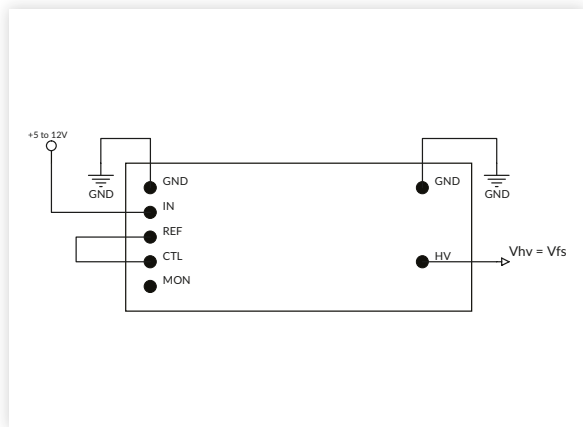 +5 to 12V
GND
GND
IN
REF
CTL
MON
GND
GND
HV
Vhv = Vfs